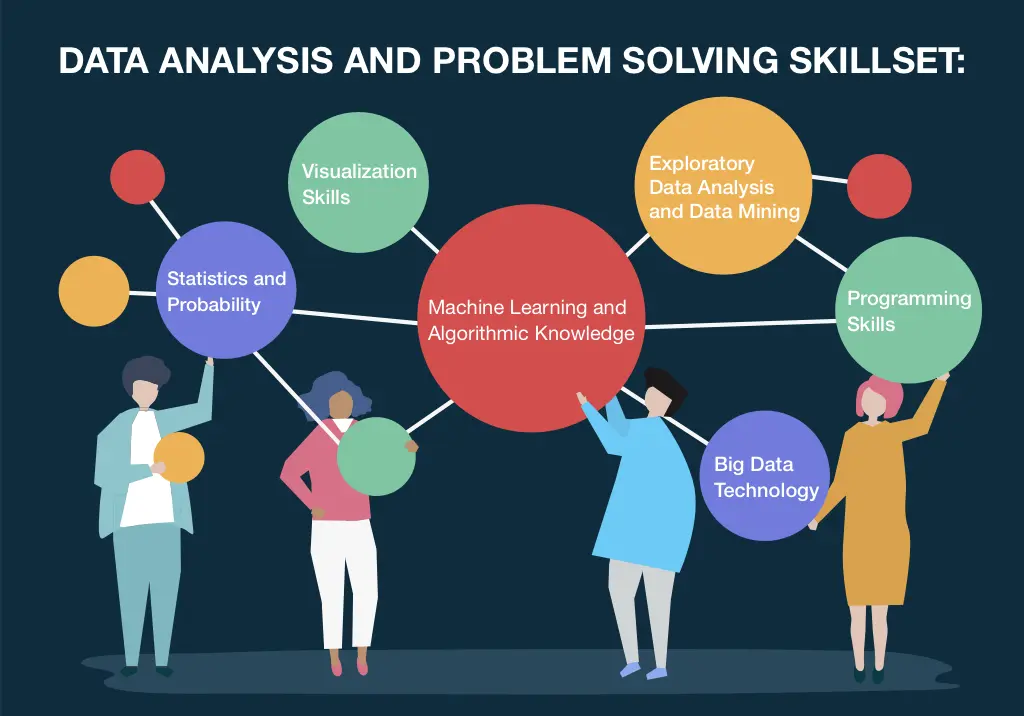 DATA ANALYSIS AND PROBLEM SOLVING SKILLSET:
Visualization
Skills
Exploratory
Data Analysis
and Data Mining
Statistics and
Probability
Machine Learning and
Algorithmic Knowledge
Programming
Skills
Big Data
Technology